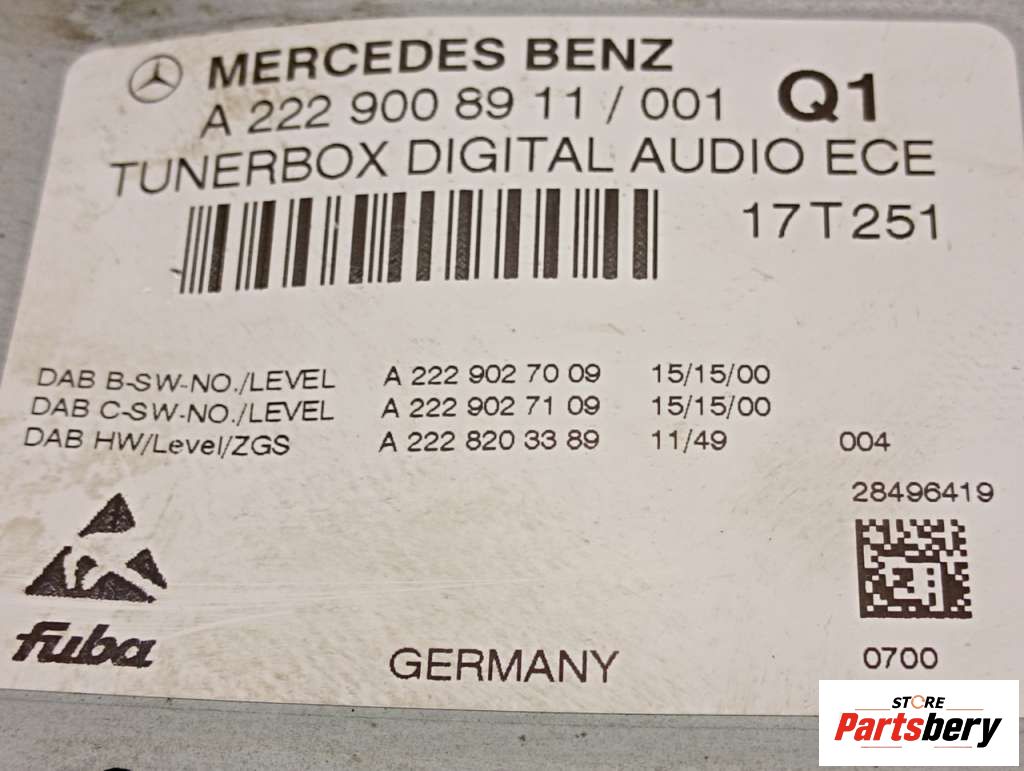 MERCEDES BENZ
A 222 900 89 11 / 001 Q1
TUNERBOX DIGITAL AUDIO ECE
17T251
DAB B-SW-NO./LEVEL A 222 902 70 09 15/15/00
DAB C-SW-NO./LEVEL A 222 902 71 09 15/15/00
DAB HW/Level/ZGS A 222 820 33 89 11/49 004
28496419
fuba
GERMANY
0700
STORE
Partsbery